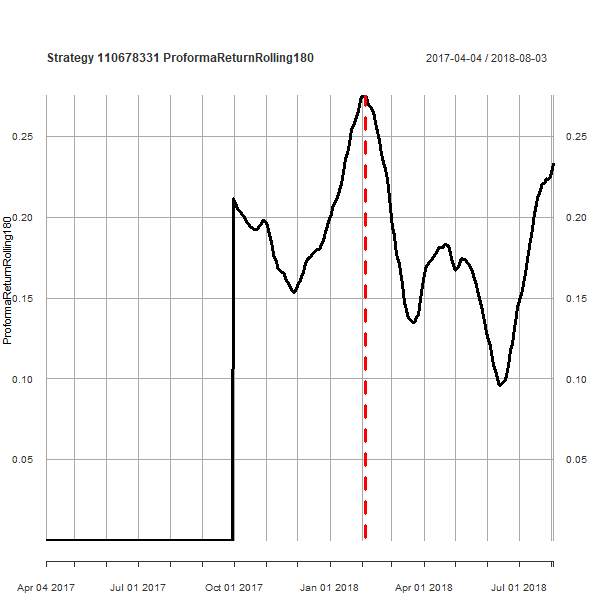 Strategy 110678331 ProformaReturnRolling180 2017-04-04 / 2018-08-03
ProformaReturnRolling180
0.25 0.25
0.20 0.20
0.15 0.15
0.10 0.10
0.05 0.05
Apr 04 2017 Jul 01 2017 Oct 01 2017 Jan 01 2018 Apr 01 2018 Jul 01 2018